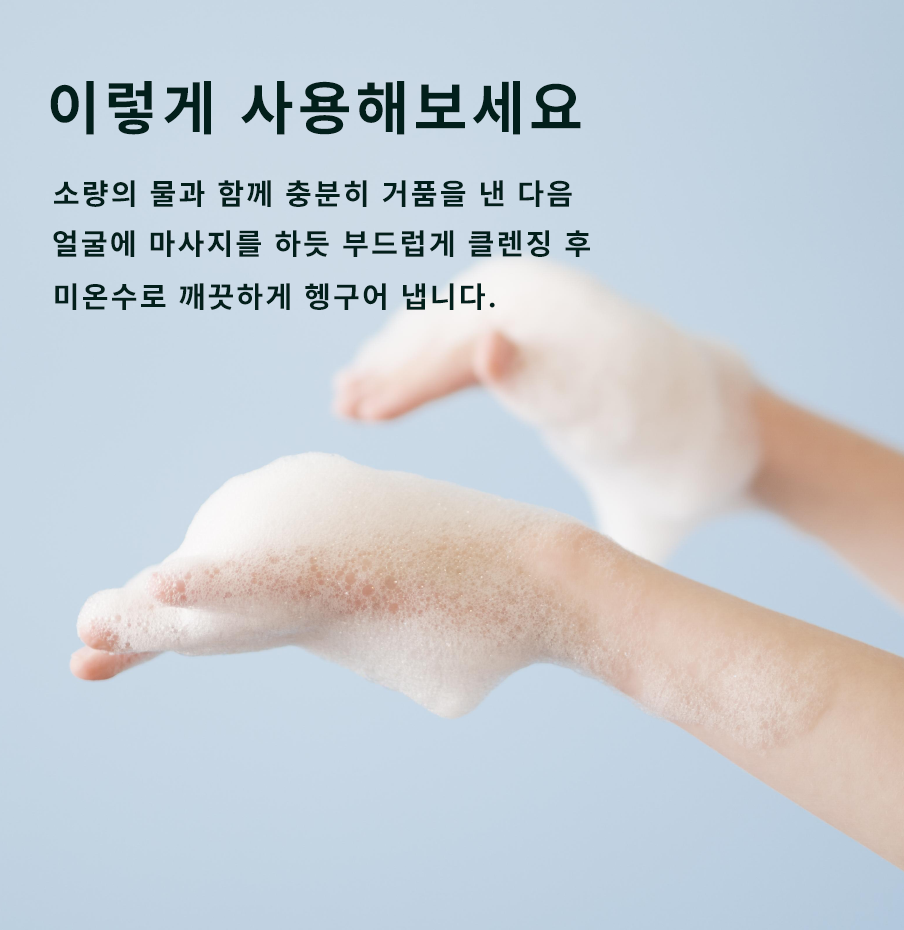 이렇게 사용해보세요
소량의 물과 함께 충분히 거품을 낸 다음
얼굴에 마사지를 하듯 부드럽게 클렌징 후
미온수로 깨끗하게 헹구어 냅니다.